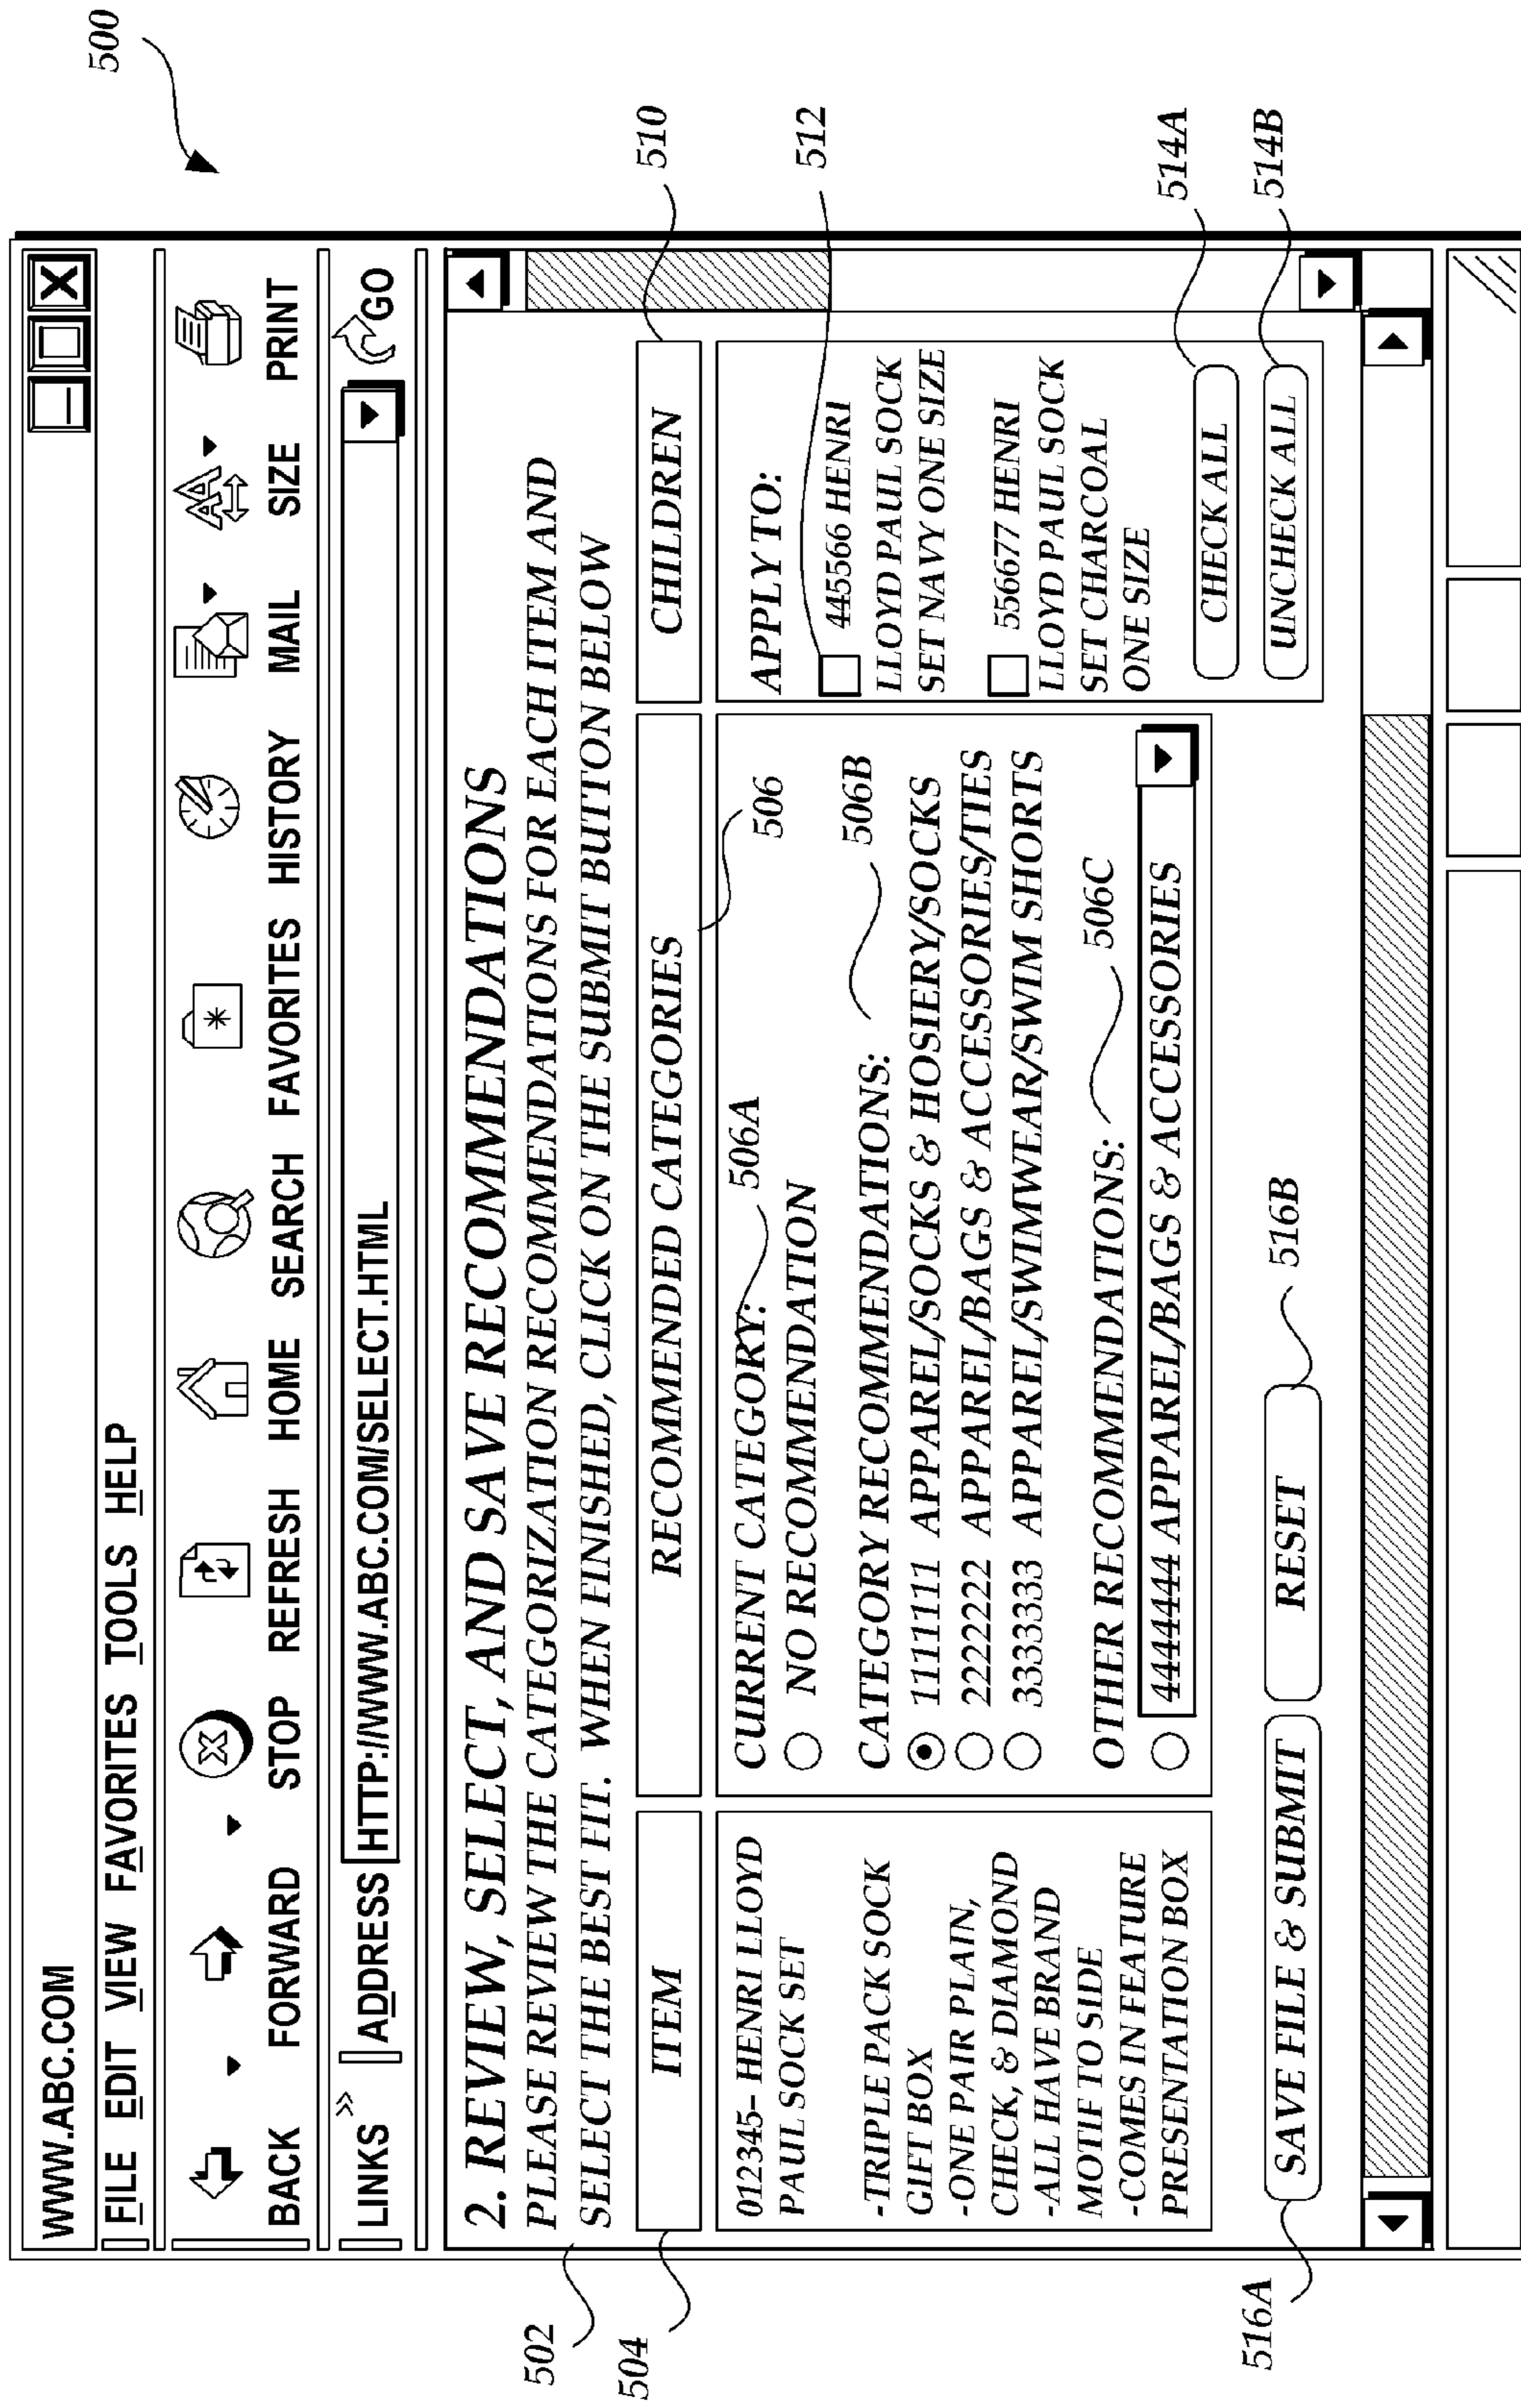 500
WWW.ABC.COM
FILE EDIT VIEW FAVORITES TOOLS HELP
BACK FORWARD STOP REFRESH HOME SEARCH FAVORITES HISTORY MAIL SIZE PRINT
LINKS » ADDRESS HTTP://WWW.ABC.COM/SELECT.HTML GO
502
2. REVIEW, SELECT, AND SAVE RECOMMENDATIONS
PLEASE REVIEW THE CATEGORIZATION RECOMMENDATIONS FOR EACH ITEM AND
SELECT THE BEST FIT. WHEN FINISHED, CLICK ON THE SUBMIT BUTTON BELOW
504
ITEM
012345- HENRI LLOYD
PAUL SOCK SET
-TRIPLE PACK SOCK
GIFT BOX
-ONE PAIR PLAIN,
CHECK, & DIAMOND
-ALL HAVE BRAND
MOTIF TO SIDE
-COMES IN FEATURE
PRESENTATION BOX
RECOMMENDED CATEGORIES
506
CURRENT CATEGORY:
506A
NO RECOMMENDATION
CATEGORY RECOMMENDATIONS:
506B
1111111 APPAREL/SOCKS & HOSIERY/SOCKS
2222222 APPAREL/BAGS & ACCESSORIES/TIES
3333333 APPAREL/SWIMWEAR/SWIM SHORTS
OTHER RECOMMENDATIONS:
506C
4444444 APPAREL/BAGS & ACCESSORIES
CHILDREN
510
APPLY TO:
512
445566 HENRI
LLOYD PAUL SOCK
SET NAVY ONE SIZE
556677 HENRI
LLOYD PAUL SOCK
SET CHARCOAL
ONE SIZE
CHECK ALL
514A
UNCHECK ALL
514B
516A
SAVE FILE & SUBMIT
RESET
516B